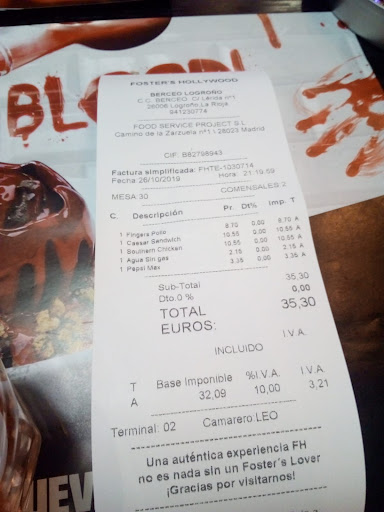 BLOOD!
FOSTER'S HOLLYWOOD
BERCEO LOGROÑO
C.C. BERCEO C/ Lérida nº1
26006 Logroño,La Rioja
941230774
FOOD SERVICE PROJECT S.L
Camino de la Zarzuela nº1 | 28023 Madrid
CIF: B82798943
Factura simplificada: FHTE-1030714
Fecha:26/10/2019 Hora: 21:19:59
MESA:30 COMENSALES:2
C. Descripción Pr. Dt% Imp. T
1 Fingers Pollo 8.70 0.00 8.70 A
1 Caesar Sandwich 10.55 0.00 10.55 A
1 Southern Chicken 10.55 0.00 10.55 A
1 Agua Sin gas 2.15 0.00 2.15 A
1 Pepsi Max 3.35 0.00 3.35 A
Sub-Total 35,30
Dto.0 % 0,00
TOTAL 35,30
EUROS:
I.V.A.
INCLUIDO
T Base Imponible %I.V.A. I.V.A.
A 32,09 10,00 3,21
Terminal: 02 Camarero LEO
Una auténtica experiencia FH
no es nada sin un Foster's Lover
¡Gracias por visitarnos!
NUEV